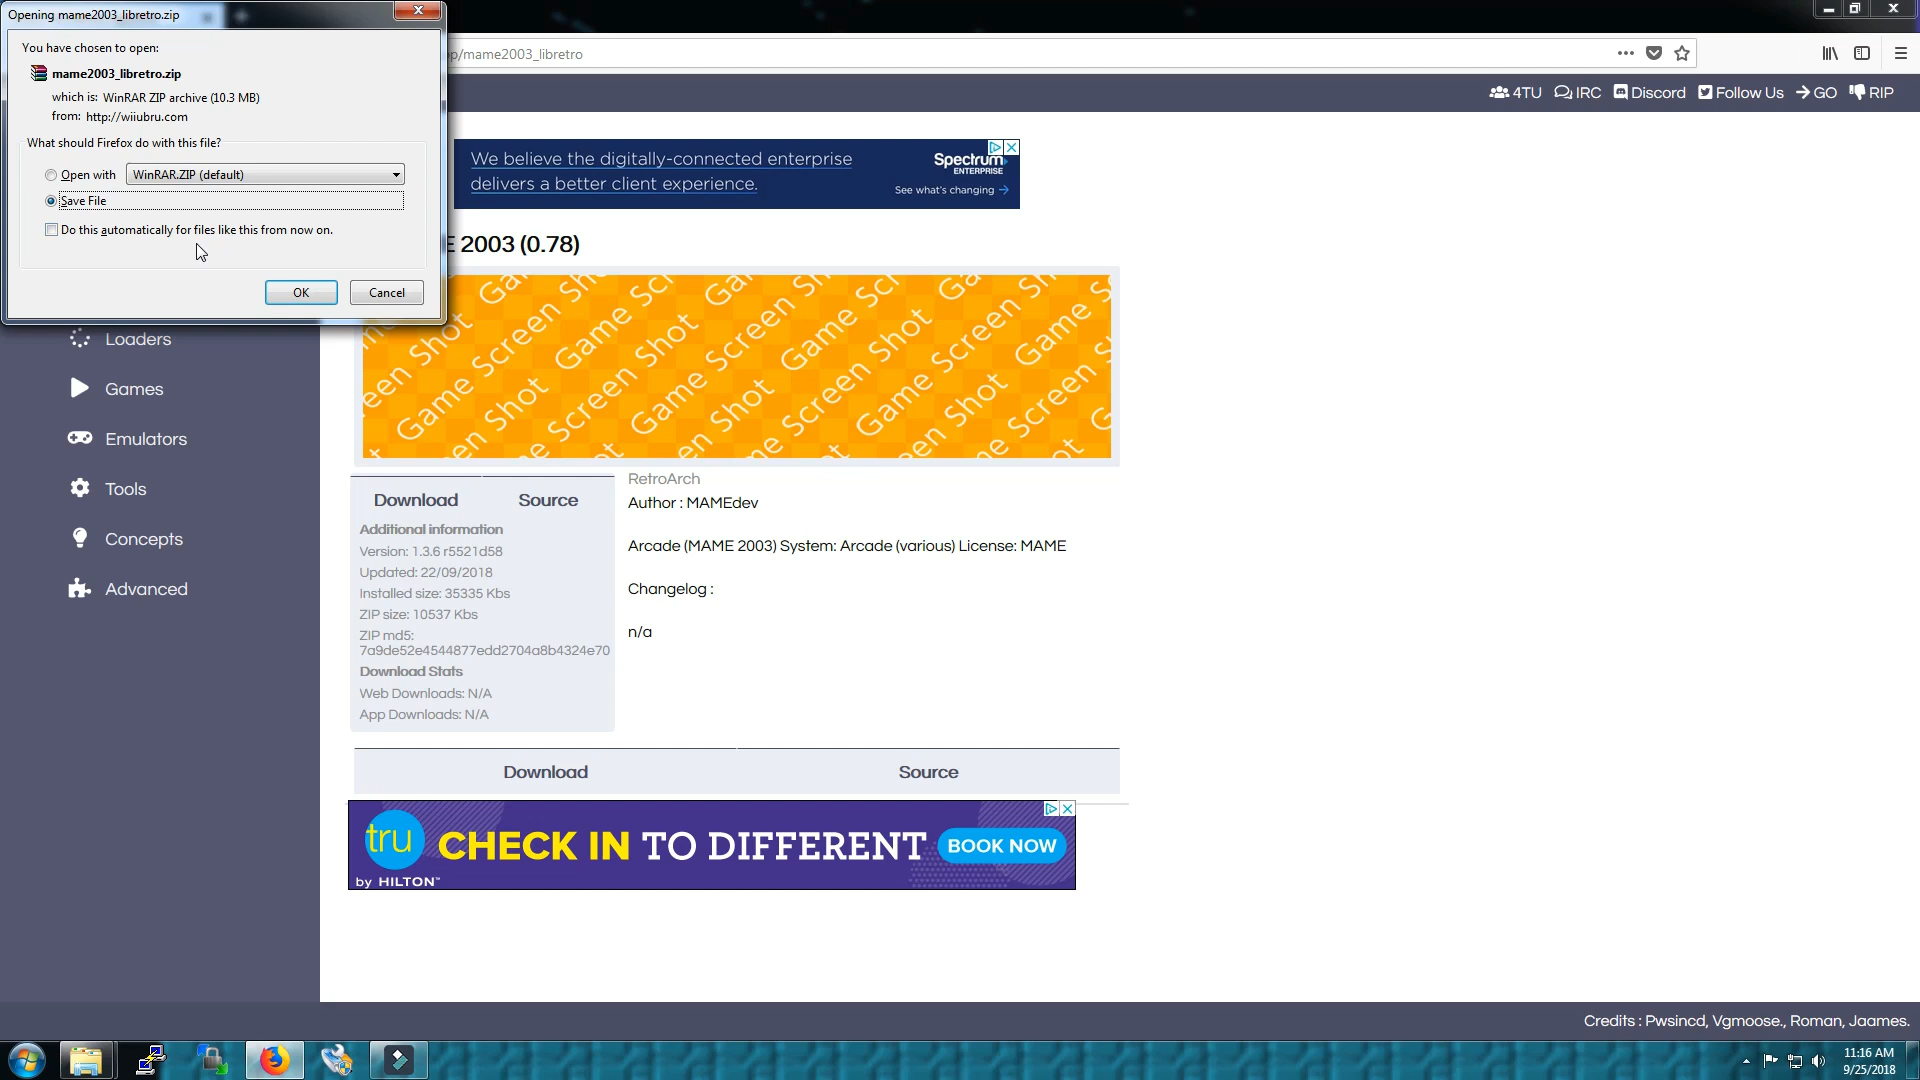 Opening mame2003_libretro.zip
You have chosen to open:
mame2003_libretro.zip
which is: WinRAR ZIP archive (10.3 MB)
from: http://wiiubru.com
What should Firefox do with this file?
Open with
WinRAR.ZIP (default)
Save File
Do this automatically for files like this from now on.
OK
Cancel
p/mame2003_libretro
4TU
IRC
Discord
Follow Us
GO
RIP
We believe the digitally-connected enterprise
delivers a better client experience.
Spectrum
ENTERPRISE
See what's changing
E 2003 (0.78)
Game Screen Shot
Loaders
Games
Emulators
Tools
Concepts
Advanced
Download
Source
Additional information
Version: 1.3.6 r5521d58
Updated: 22/09/2018
Installed size: 35335 Kbs
ZIP size: 10537 Kbs
ZIP md5:
7a9de52e4544877edd2704a8b4324e70
Download Stats
Web Downloads: N/A
App Downloads: N/A
RetroArch
Author : MAMEdev
Arcade (MAME 2003) System: Arcade (various) License: MAME
Changelog :
n/a
Download
Source
tru
by HILTON™
CHECK IN TO DIFFERENT
BOOK NOW
Credits : Pwsincd, Vgmoose., Roman, Jaames.
11:16 AM
9/25/2018